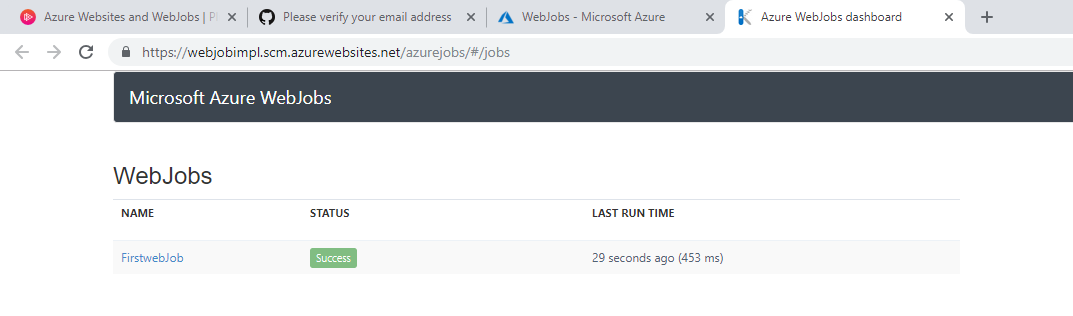 Azure Websites and WebJobs | Pl
Please verify your email address
WebJobs - Microsoft Azure
Azure WebJobs dashboard
https://webjobimpl.scm.azurewebsites.net/azurejobs/#/jobs
Microsoft Azure WebJobs
WebJobs
NAME STATUS LAST RUN TIME
FirstwebJob Success 29 seconds ago (453 ms)